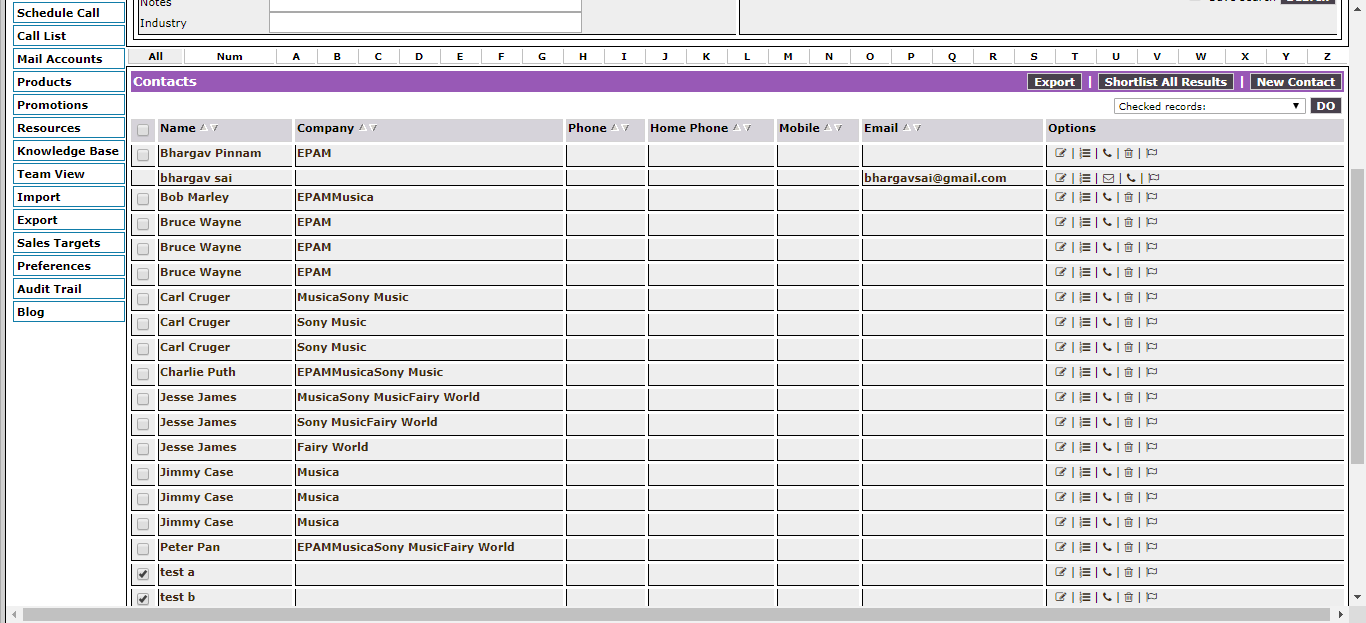 Schedule Call
Call List
Mail Accounts
Products
Promotions
Resources
Knowledge Base
Team View
Import
Export
Sales Targets
Preferences
Audit Trail
Blog
Notes
Industry
All Num A B C D E F G H I J K L M N O P Q R S T U V W X Y Z
Contacts Export | Shortlist All Results | New Contact
Checked records: DO
Name Company Phone Home Phone Mobile Email Options
Bhargav Pinnam EPAM
bhargav sai bhargavsai@gmail.com
Bob Marley EPAMMusica
Bruce Wayne EPAM
Bruce Wayne EPAM
Bruce Wayne EPAM
Carl Cruger MusicaSony Music
Carl Cruger Sony Music
Carl Cruger Sony Music
Charlie Puth EPAMMusicaSony Music
Jesse James MusicaSony MusicFairy World
Jesse James Sony MusicFairy World
Jesse James Fairy World
Jimmy Case Musica
Jimmy Case Musica
Jimmy Case Musica
Peter Pan EPAMMusicaSony MusicFairy World
test a
test b